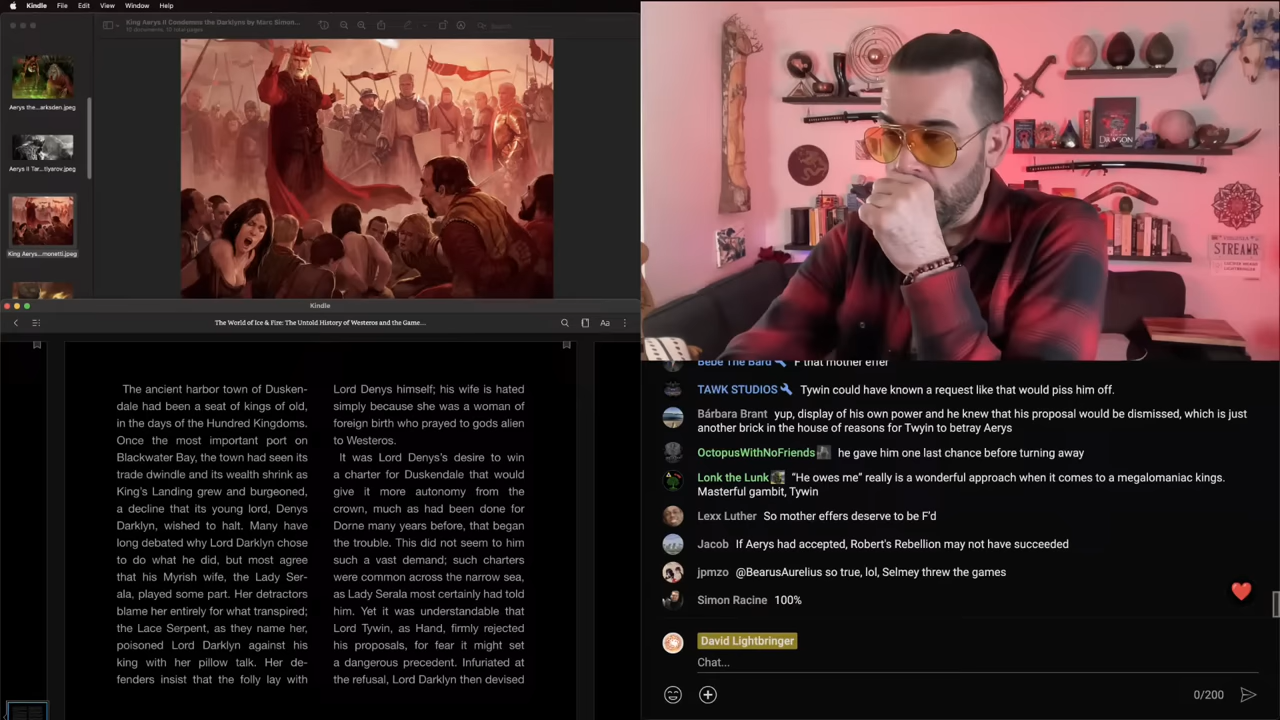 Kindle File Edit View Window Help
King Aerys II Condemns the Darklyns by Marc Simon...
Search
Aerys the...arksden.jpeg
Aerys II Tar...tyarov.jpeg
King Aerys...monetti.jpeg
Kindle
The World of Ice & Fire: The Untold History of Westeros and the Game...
Aa
The ancient harbor town of Dusken-
dale had been a seat of kings of old,
in the days of the Hundred Kingdoms.
Once the most important port on
Blackwater Bay, the town had seen its
trade dwindle and its wealth shrink as
King's Landing grew and burgeoned,
a decline that its young lord, Denys
Darklyn, wished to halt. Many have
long debated why Lord Darklyn chose
to do what he did, but most agree
that his Myrish wife, the Lady Ser-
ala, played some part. Her detractors
blame her entirely for what transpired;
the Lace Serpent, as they name her,
poisoned Lord Darklyn against his
king with her pillow talk. Her de-
fenders insist that the folly lay with
Lord Denys himself; his wife is hated
simply because she was a woman of
foreign birth who prayed to gods alien
to Westeros.
It was Lord Denys's desire to win
a charter for Duskendale that would
give it more autonomy from the
crown, much as had been done for
Dorne many years before, that began
the trouble. This did not seem to him
such a vast demand; such charters
were common across the narrow sea,
as Lady Serala most certainly had told
him. Yet it was understandable that
Lord Tywin, as Hand, firmly rejected
his proposals, for fear it might set
a dangerous precedent. Infuriated at
the refusal, Lord Darklyn then devised
DRAGON
STREAMR
Bebe The Bard F that mother effer
TAWK STUDIOS Tywin could have known a request like that would piss him off.
Bárbara Brant yup, display of his own power and he knew that his proposal would be dismissed, which is just
another brick in the house of reasons for Twyin to betray Aerys
OctopusWithNoFriends he gave him one last chance before turning away
Lonk the Lunk “He owes me” really is a wonderful approach when it comes to a megalomaniac kings.
Masterful gambit, Tywin
Lexx Luther So mother effers deserve to be F'd
Jacob If Aerys had accepted, Robert's Rebellion may not have succeeded
jpmzo @BearusAurelius so true, lol, Selmey threw the games
Simon Racine 100%
David Lightbringer
Chat...
0/200